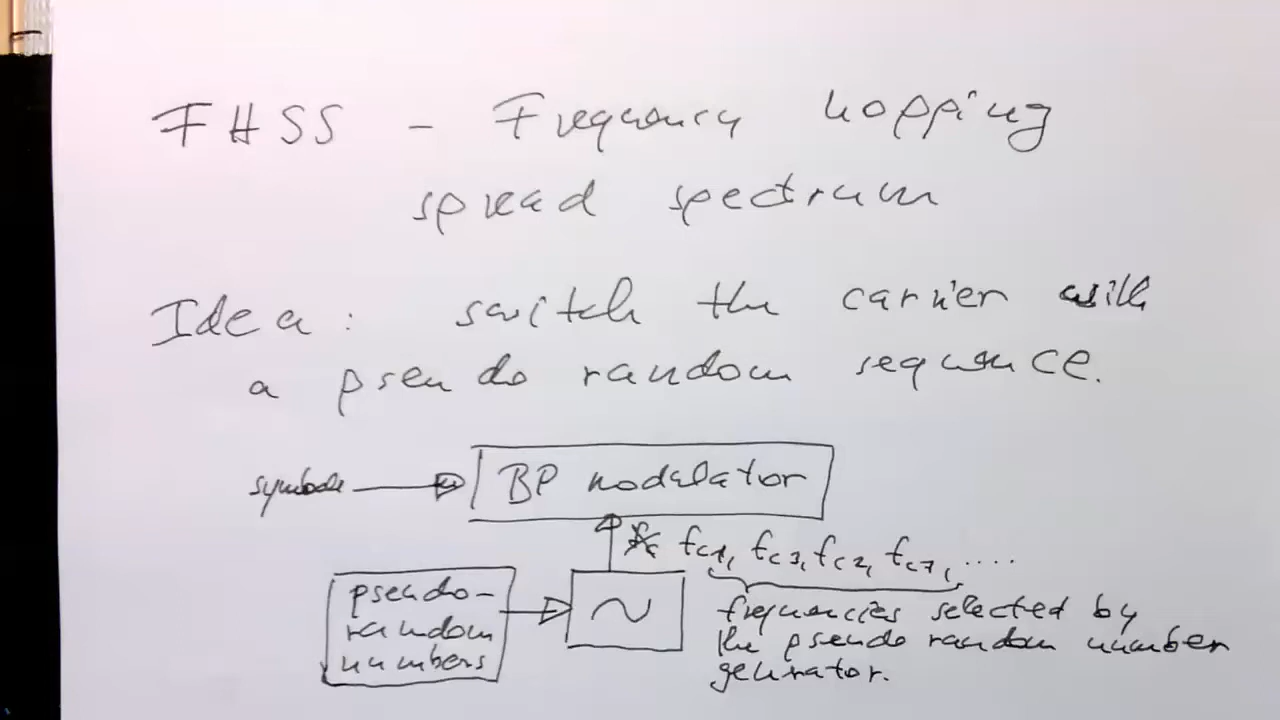 FHSS - Frequency hopping
spread spectrum
Idea: switch the carrier with
a pseudo random sequence.
symbols
BP modulator
fc1, fc3, fc2, fc7, ....
pseudo-
random
numbers
~
frequencies selected by
the pseudo random number
generator.